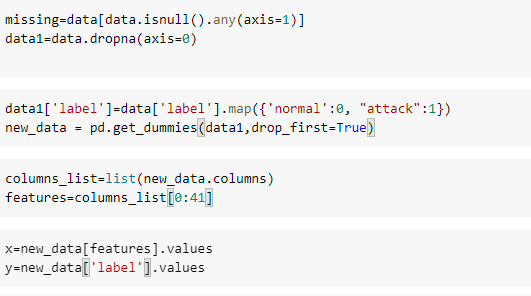 missing=data[data.isnull().any(axis=1)]
data1=data.dropna(axis=0)
data1['label']=data['label'].map({'normal':0, "attack":1})
new_data = pd.get_dummies(data1,drop_first=True)
columns_list=list(new_data.columns)
features=columns_list[0:41]
x=new_data[features].values
y=new_data['label'].values